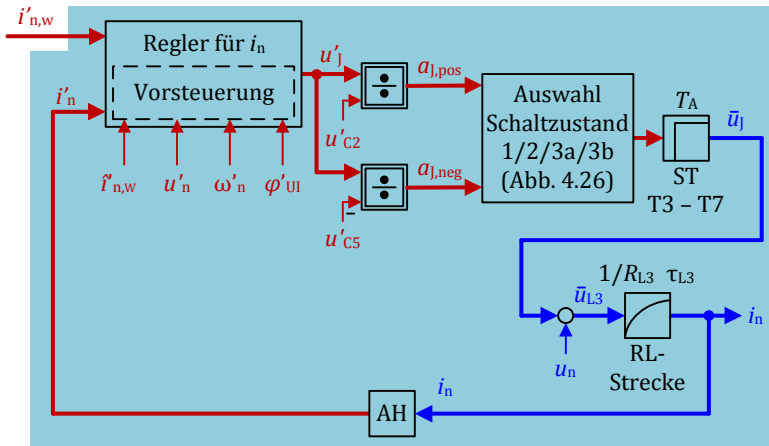 i'n,w
Regler für in
Vorsteuerung
i'n
î'n,w
u'n
ω'n
φ'UI
u'J
÷
aJ,pos
u'C2
÷
aJ,neg
–
u'C5
Auswahl
Schaltzustand
1/2/3a/3b
(Abb. 4.26)
TA
ūJ
ST
T3 – T7
1/RL3 τL3
ūL3
in
un
RL-
Strecke
in
AH